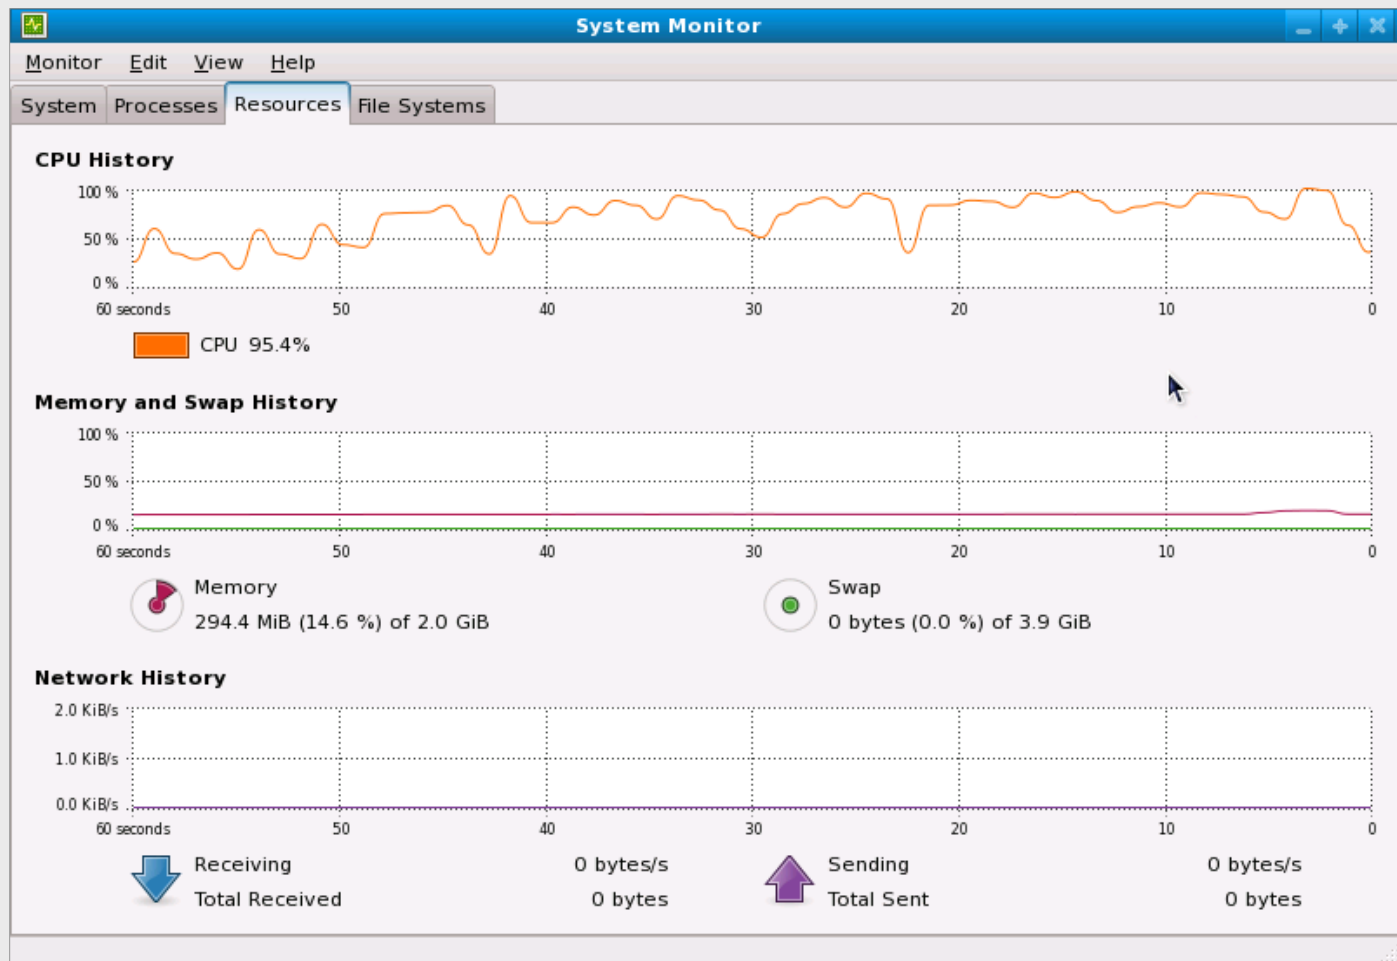 System Monitor
Monitor Edit View Help
System Processes Resources File Systems
CPU History
100 %
50 %
0 %
60 seconds 50 40 30 20 10 0
CPU 95.4%
Memory and Swap History
100 %
50 %
0 %
60 seconds 50 40 30 20 10 0
Memory Swap
294.4 MiB (14.6 %) of 2.0 GiB 0 bytes (0.0 %) of 3.9 GiB
Network History
2.0 KiB/s
1.0 KiB/s
0.0 KiB/s
60 seconds 50 40 30 20 10 0
Receiving 0 bytes/s Sending 0 bytes/s
Total Received 0 bytes Total Sent 0 bytes